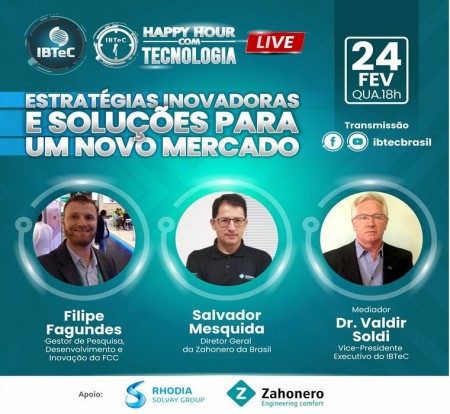 IBTeC
IBTeC
HAPPY HOUR
COM
TECNOLOGIA
LIVE
24
FEV
QUA.18h
Transmissão
ibtecbrasil
ESTRATÉGIAS INOVADORAS
E SOLUÇÕES PARA
UM NOVO MERCADO
Filipe
Fagundes
Gestor de Pesquisa,
Desenvolvimento e
Inovação da FCC
Salvador
Mesquida
Diretor Geral
da Zahonero da Brasil
Mediador
Dr. Valdir
Soldi
Vice-Presidente
Executivo do IBTeC
Apoio:
RHODIA
SOLVAY GROUP
Zahonero
Engineering comfort